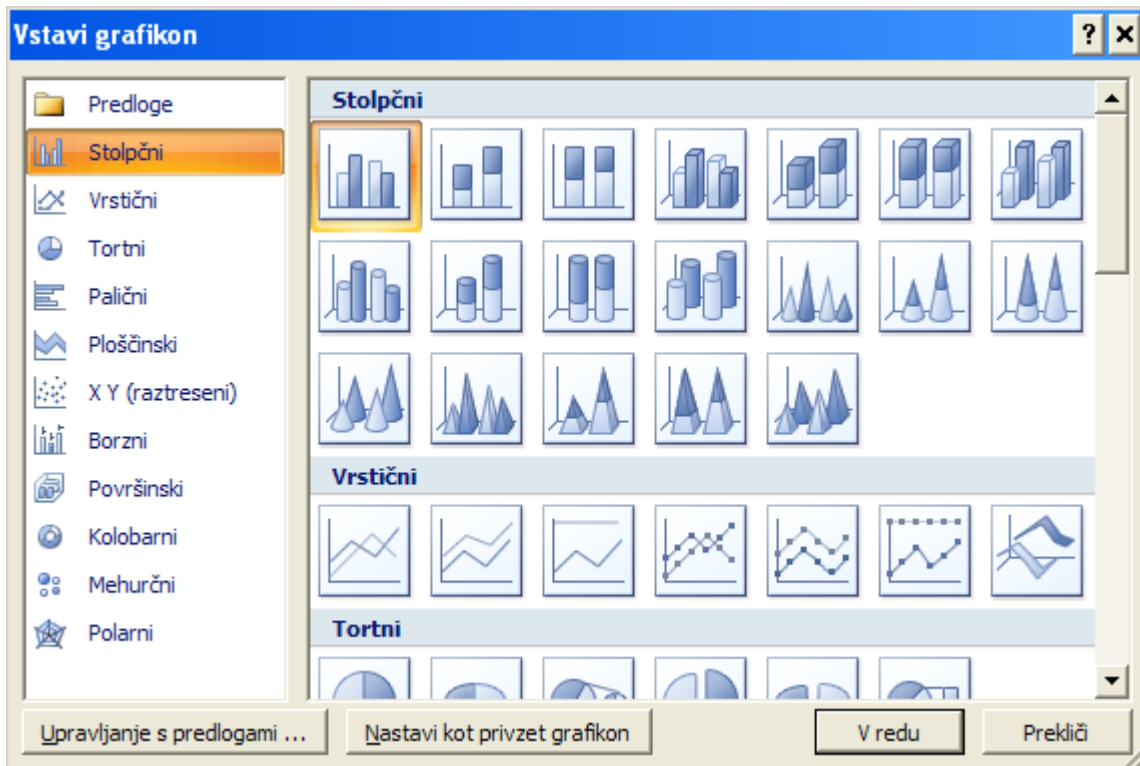 Vstavi grafikon
Predloge
Stolpčni
Vrstični
Tortni
Palični
Ploščinski
X Y (raztreseni)
Borzni
Površinski
Kolobarni
Mehurčni
Polarni
Stolpčni
Vrstični
Tortni
Upravljanje s predlogami ...
Nastavi kot privzet grafikon
V redu
Prekliči